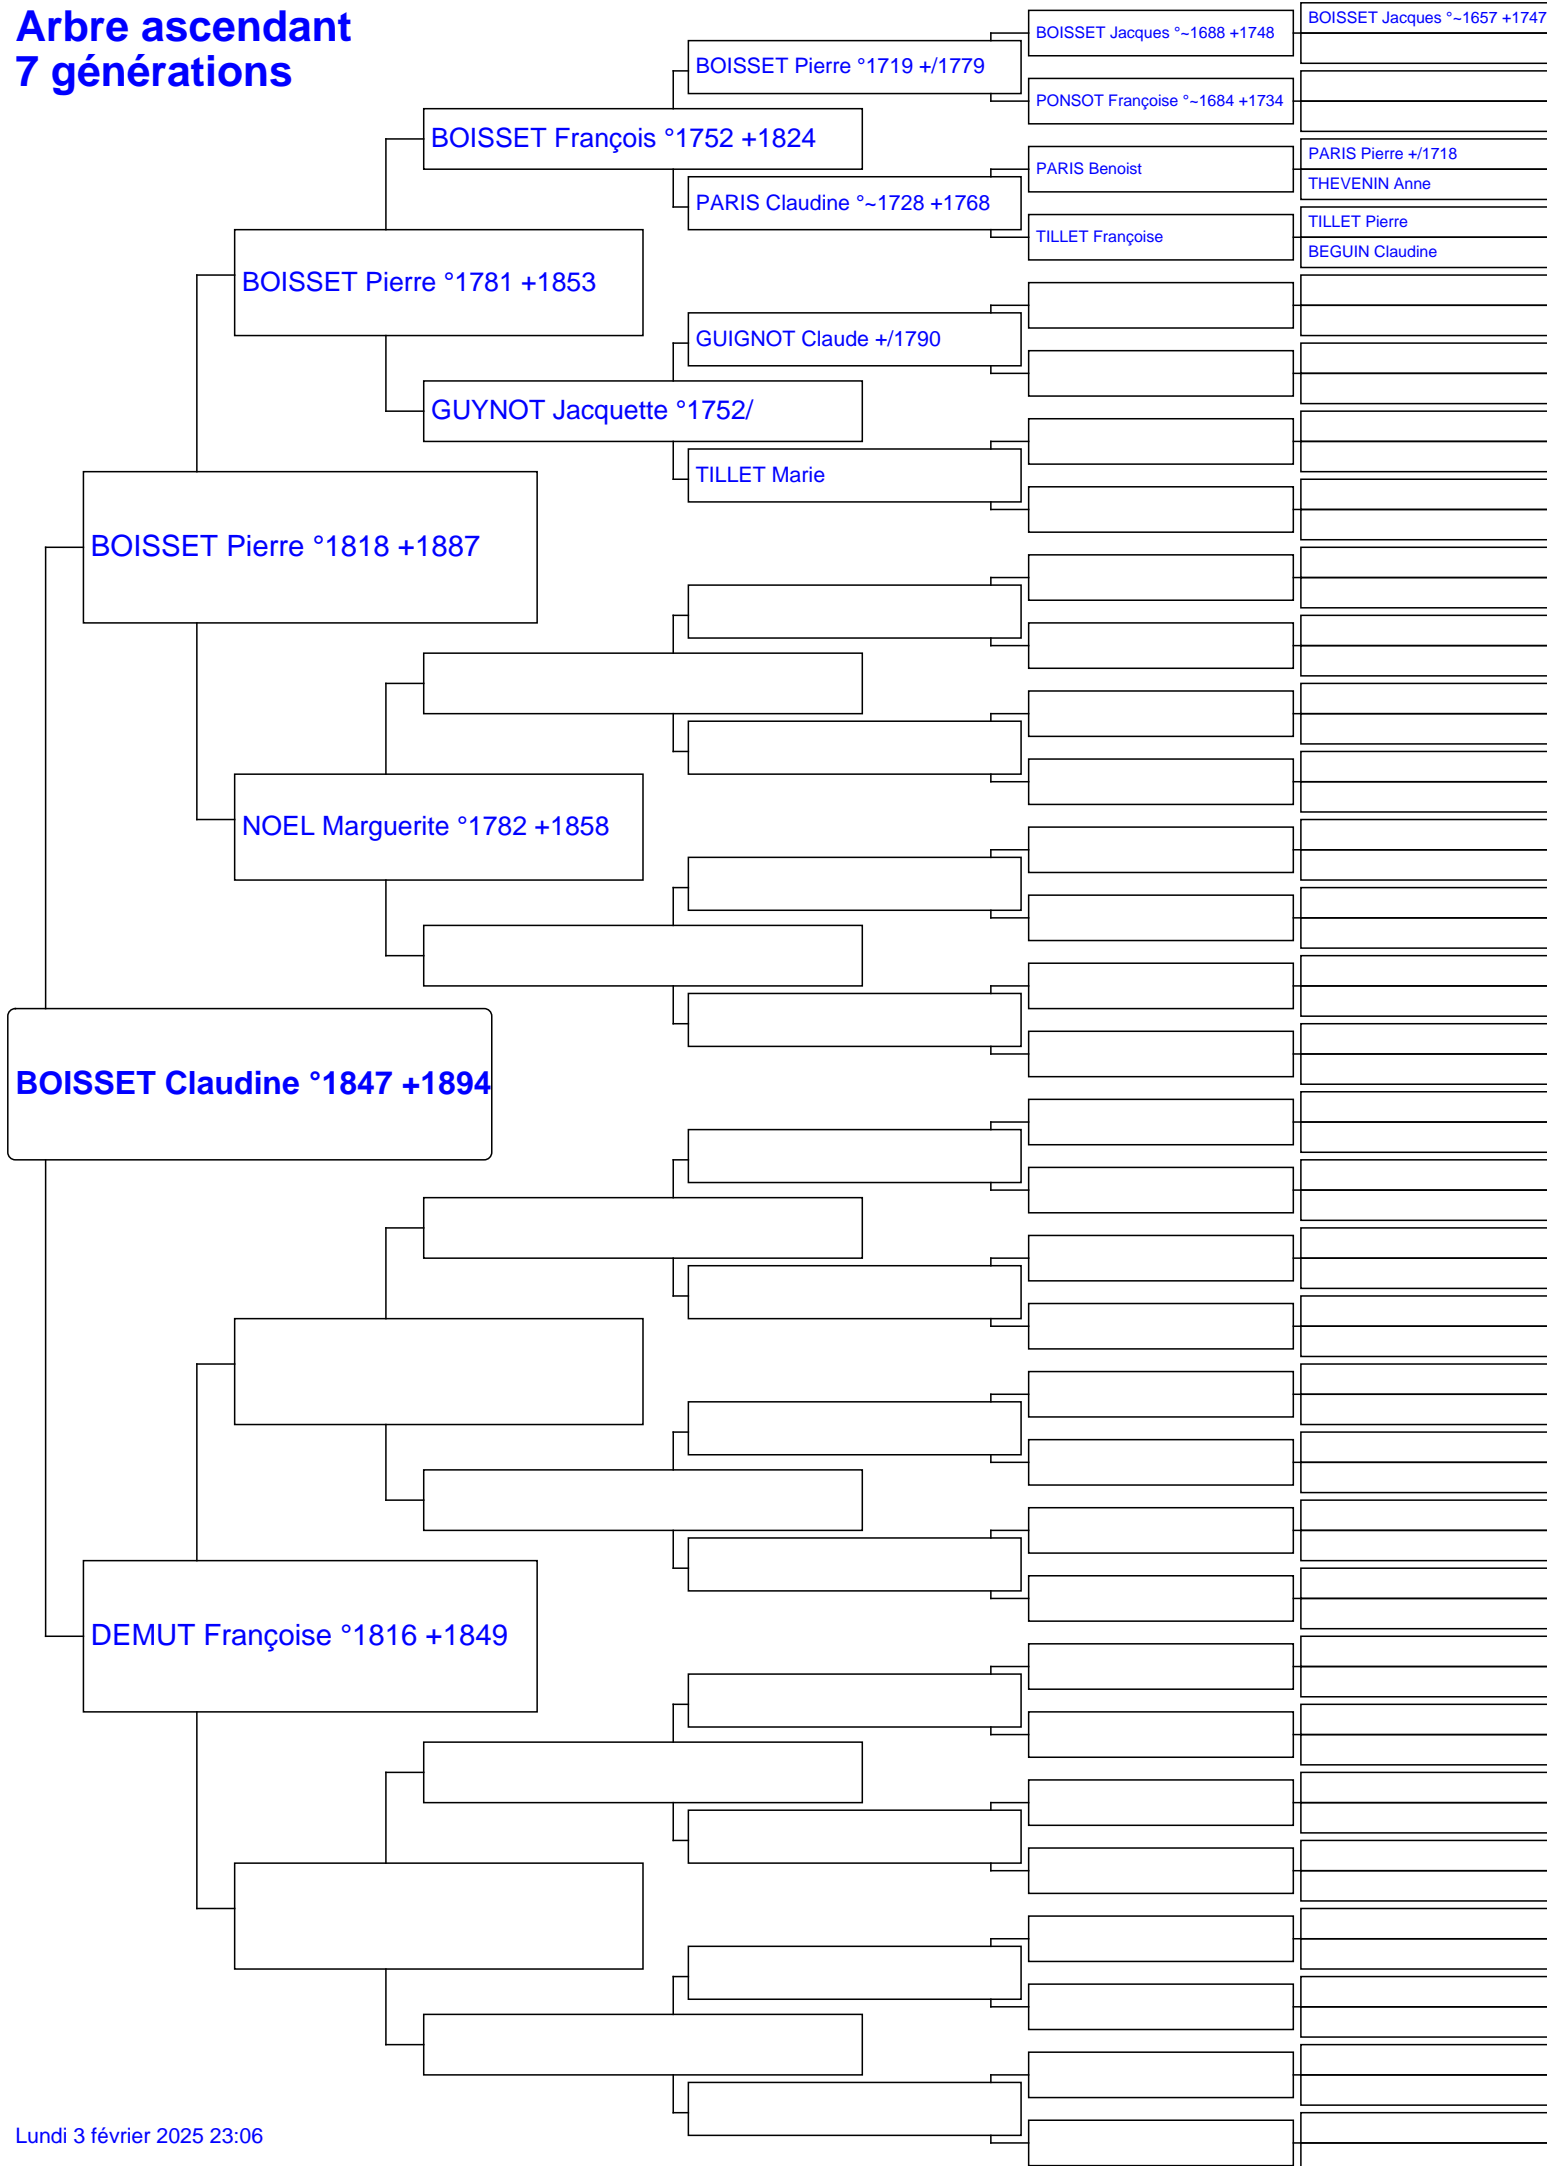 Arbre ascendant
7 générations
BOISSET Jacques °~1657 +1747
BOISSET Jacques °~1688 +1748
BOISSET Pierre °1719 +/1779
PONSOT Françoise °~1684 +1734
BOISSET François °1752 +1824
PARIS Pierre +/1718
PARIS Benoist
THEVENIN Anne
PARIS Claudine °~1728 +1768
TILLET Pierre
TILLET Françoise
BEGUIN Claudine
BOISSET Pierre °1781 +1853
GUIGNOT Claude +/1790
GUYNOT Jacquette °1752/
TILLET Marie
BOISSET Pierre °1818 +1887
NOEL Marguerite °1782 +1858
BOISSET Claudine °1847 +1894
DEMUT Françoise °1816 +1849
Lundi 3 février 2025 23:06